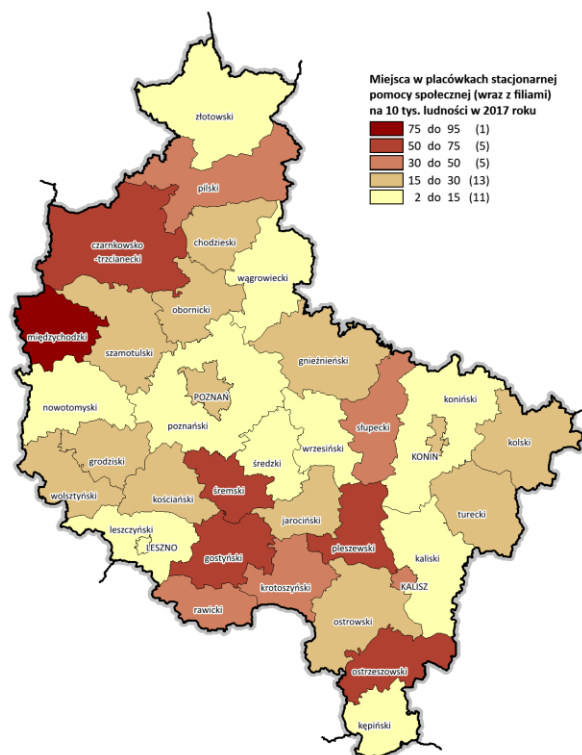 Miejsca w placówkach stacjonarnej
pomocy społecznej (wraz z filiami)
na 10 tys. ludności w 2017 roku
75 do 95 (1)
50 do 75 (5)
30 do 50 (5)
15 do 30 (13)
2 do 15 (11)
złotowski
pilski
chodzieski
czarnkowsko
-trzcianecki
wągrowiecki
obornicki
międzychodzki
szamotulski
gnieźnieński
POZNAŃ
nowotomyski
koniński
poznański
słupecki
kolski
wrzesiński
KONIN
grodziski
średzki
wolsztyński
kościański
śremski
jarociński
turecki
leszczyński
LESZNO
gostyński
pleszewski
kaliski
krotoszyński
KALISZ
rawicki
ostrowski
ostrzeszowski
kępiński